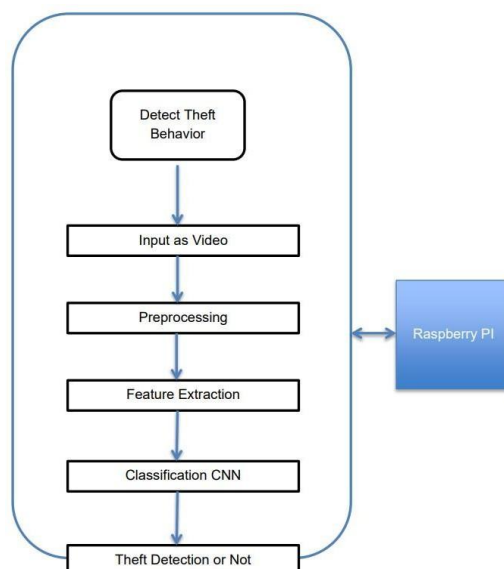 Detect Theft
Behavior
Input as Video
Preprocessing
Raspberry PI
Feature Extraction
Classification CNN
Theft Detection or Not